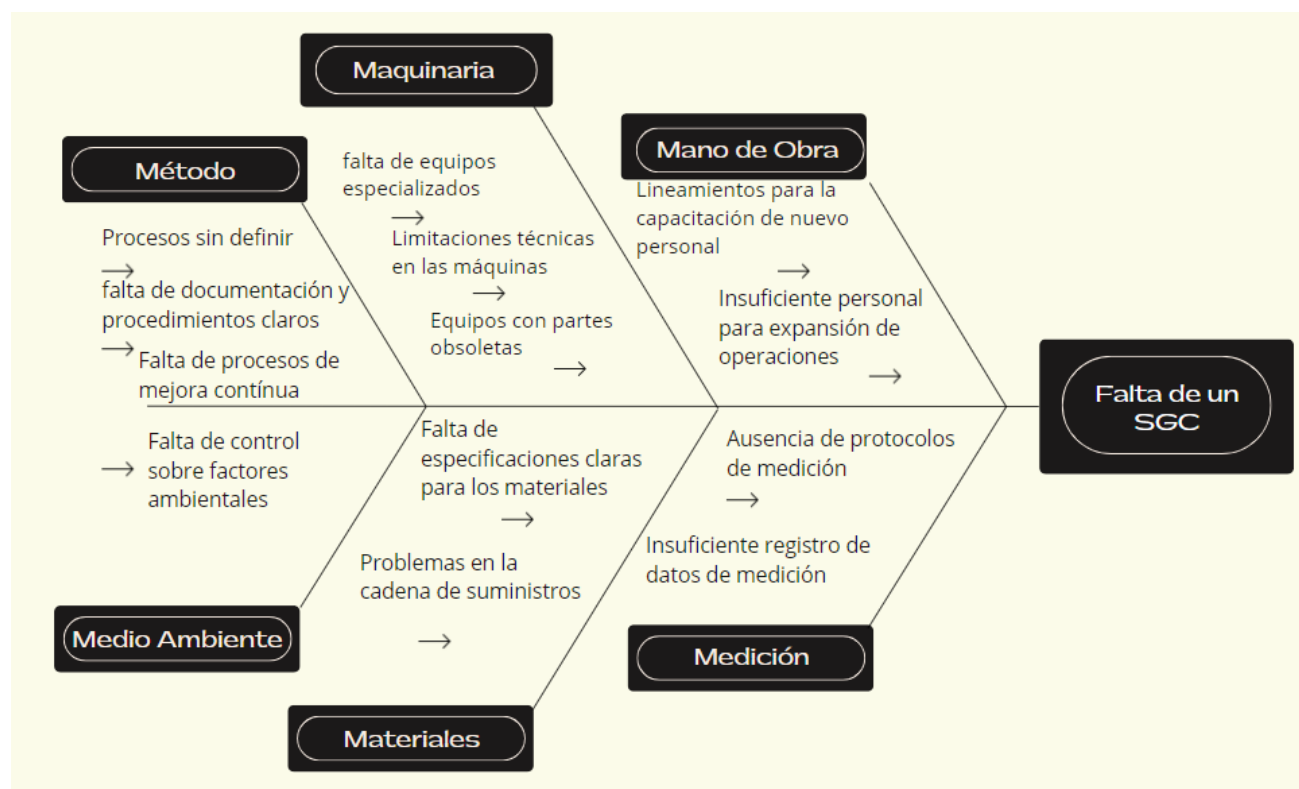 Maquinaria
Mano de Obra
Método
falta de equipos
especializados
Lineamientos para la
capacitación de nuevo
personal
Procesos sin definir
Limitaciones técnicas
en las máquinas
falta de documentación y
procedimientos claros
Insuficiente personal
para expansión de
operaciones
Equipos con partes
obsoletas
Falta de procesos de
mejora contínua
Falta de un
SGC
Falta de control
sobre factores
ambientales
Falta de
especificaciones claras
para los materiales
Ausencia de protocolos
de medición
Problemas en la
cadena de suministros
Insuficiente registro de
datos de medición
Medio Ambiente
Medición
Materiales